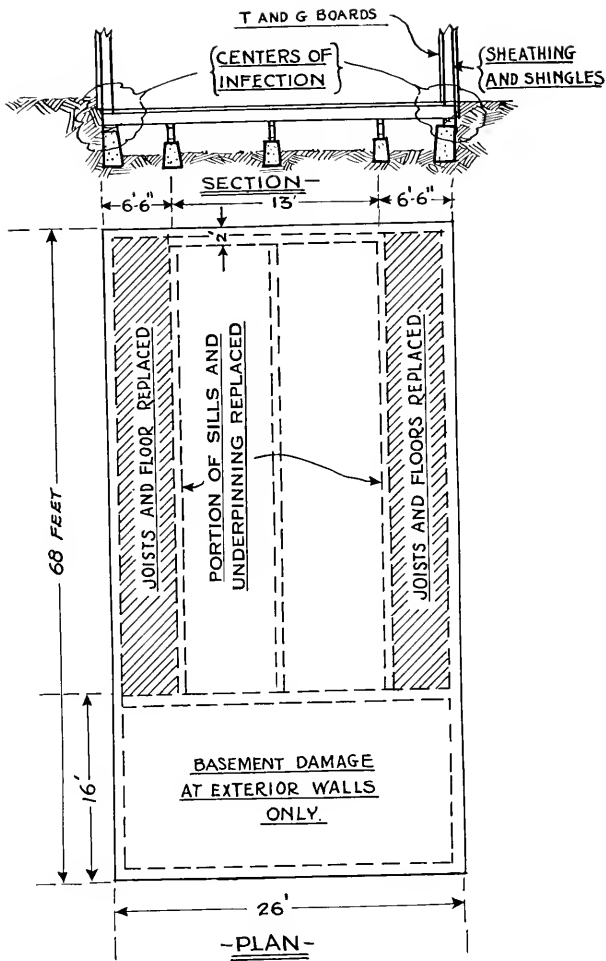 T AND G BOARDS
CENTERS OF
INFECTION
SHEATHING
AND SHINGLES
SECTION-
6'-6"
13'
6'-6"
2'
JOISTS AND FLOOR REPLACED
PORTION OF SILLS AND
UNDERPINNING REPLACED
JOISTS AND FLOORS REPLACED
68 FEET
16'
BASEMENT DAMAGE
AT EXTERIOR WALLS
ONLY.
26'
-PLAN-